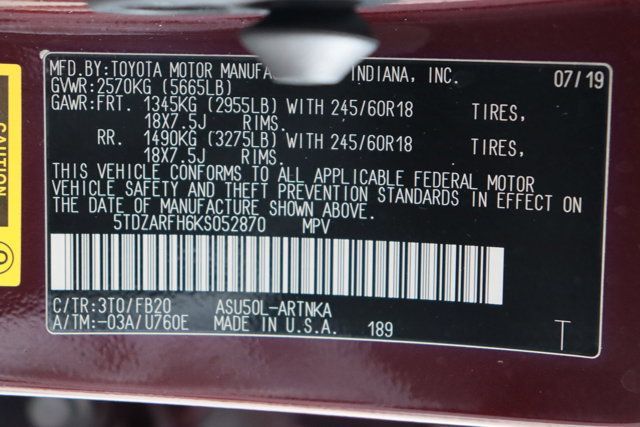 MFD.BY:TOYOTA MOTOR MANUFAC INDIANA, INC. 07/19
GVWR:2570KG (5665LB)
GAWR:FRT. 1345KG (2955LB) WITH 245/60R18 TIRES,
18X7.5J RIMS.
RR. 1490KG (3275LB) WITH 245/60R18 TIRES,
18X7.5J RIMS.
THIS VEHICLE CONFORMS TO ALL APPLICABLE FEDERAL MOTOR
VEHICLE SAFETY AND THEFT PREVENTION STANDARDS IN EFFECT ON
THE DATE OF MANUFACTURE SHOWN ABOVE.
5TDZARFH6KS052870 MPV
C/TR:3T0/FB20 ASU50L-ARTNKA
A/TM:-03A/U760E MADE IN U.S.A. 189 T
CAUTION